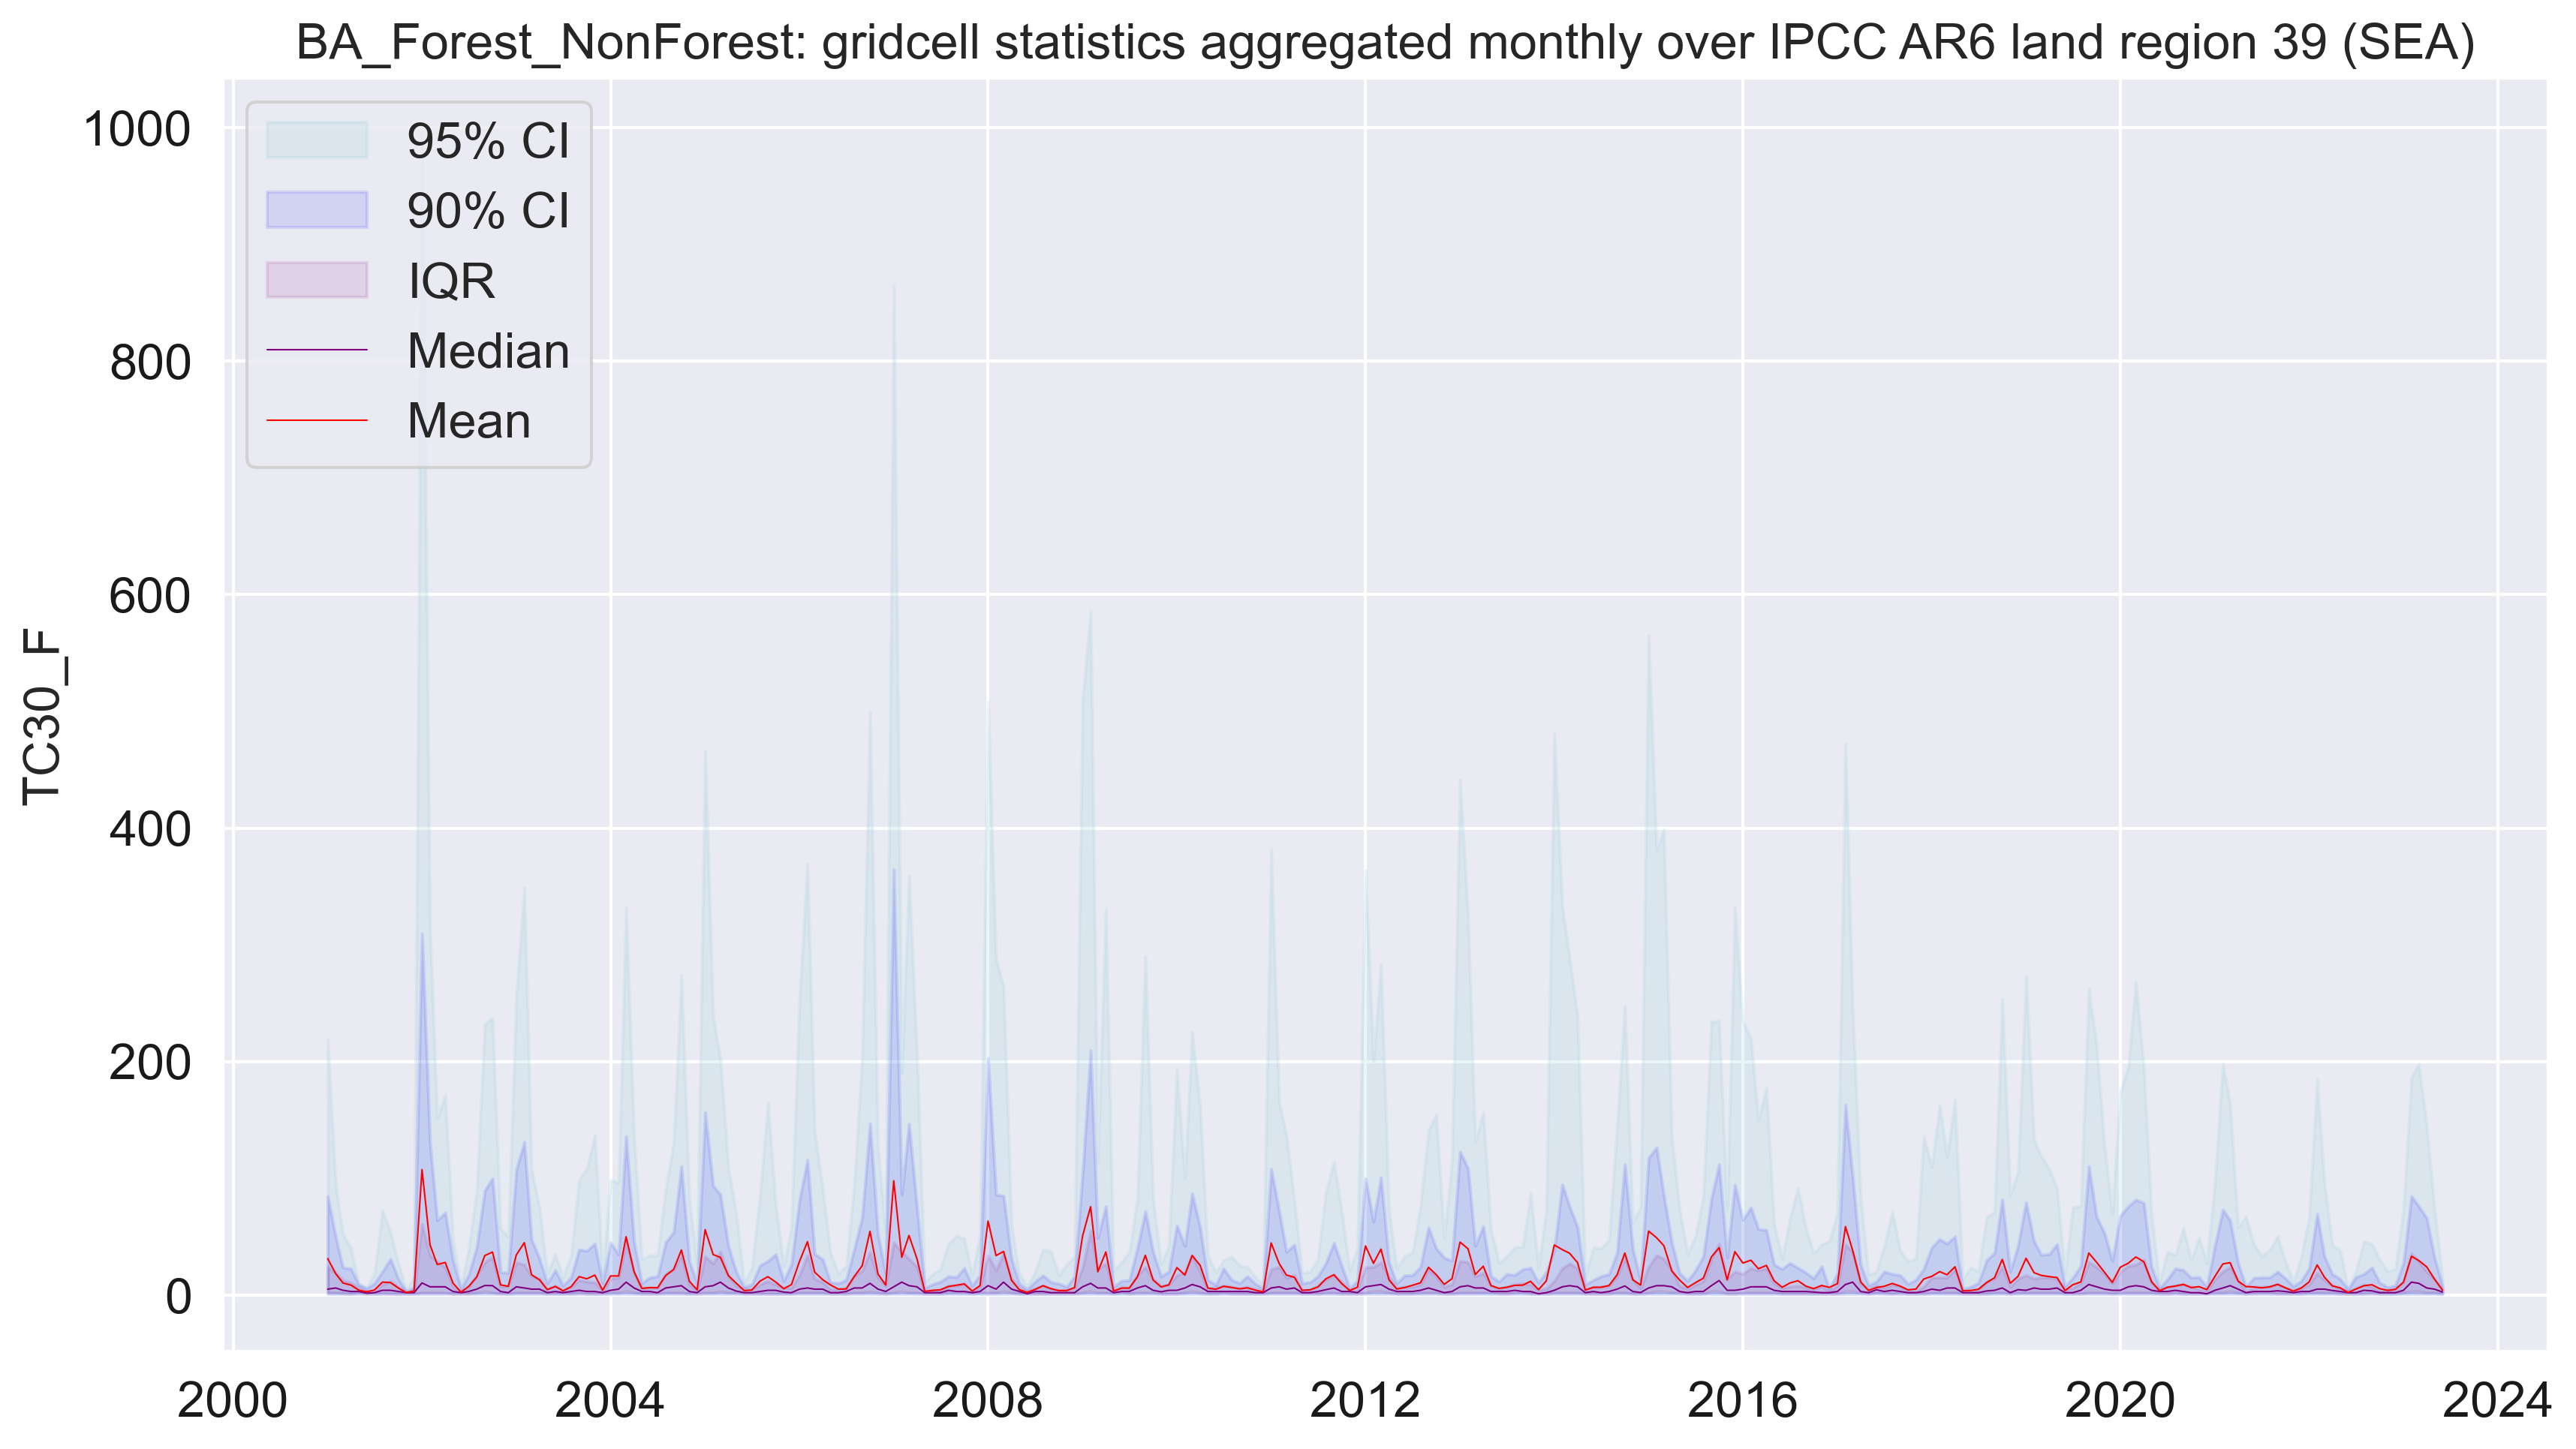 BA_Forest_NonForest: gridcell statistics aggregated monthly over IPCC AR6 land region 39 (SEA)
1000
800
600
400
200
0
TC30_F
95% CI
90% CI
IQR
Median
Mean
2000 2004 2008 2012 2016 2020 2024